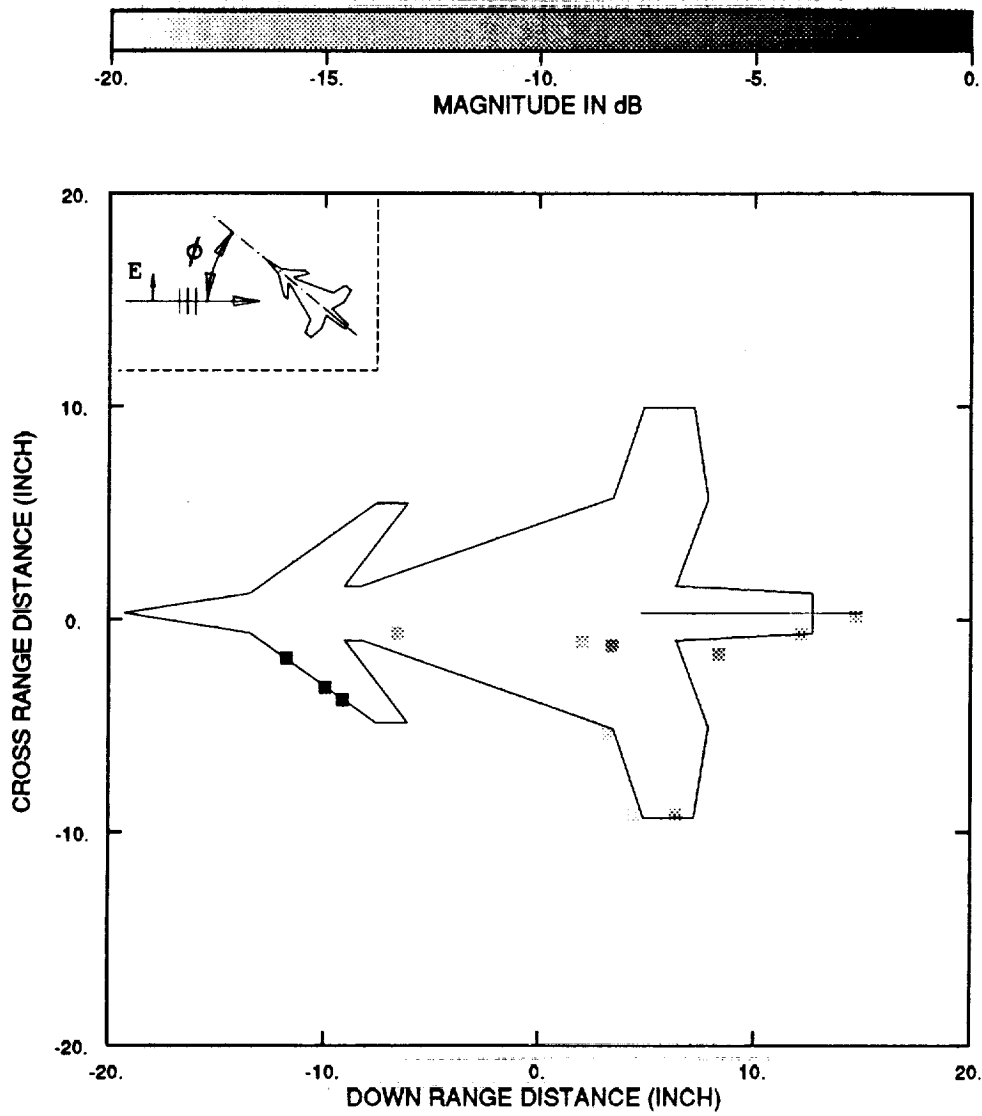 -20. -15. -10. -5. 0.
MAGNITUDE IN dB
20.
10.
0.
-10.
-20.
CROSS RANGE DISTANCE (INCH)
ϕ
E
-20. -10. 0. 10. 20.
DOWN RANGE DISTANCE (INCH)